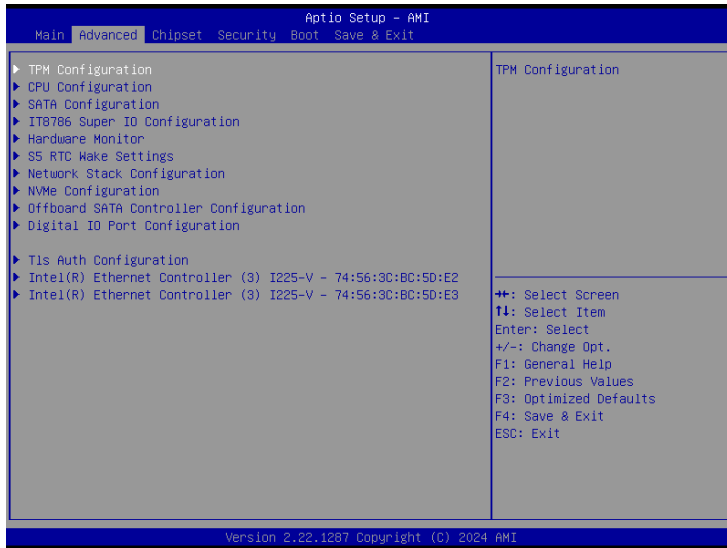 Aptio Setup - AMI
Main Advanced Chipset Security Boot Save & Exit
TPM Configuration
CPU Configuration
SATA Configuration
IT8786 Super IO Configuration
Hardware Monitor
S5 RTC Wake Settings
Network Stack Configuration
NVMe Configuration
Offboard SATA Controller Configuration
Digital IO Port Configuration
Tls Auth Configuration
Intel(R) Ethernet Controller (3) I225-V - 74:56:3C:BC:5D:E2
Intel(R) Ethernet Controller (3) I225-V - 74:56:3C:BC:5D:E3
TPM Configuration
→←: Select Screen
↑↓: Select Item
Enter: Select
+/-: Change Opt.
F1: General Help
F2: Previous Values
F3: Optimized Defaults
F4: Save & Exit
ESC: Exit
Version 2.22.1287 Copyright (C) 2024 AMI